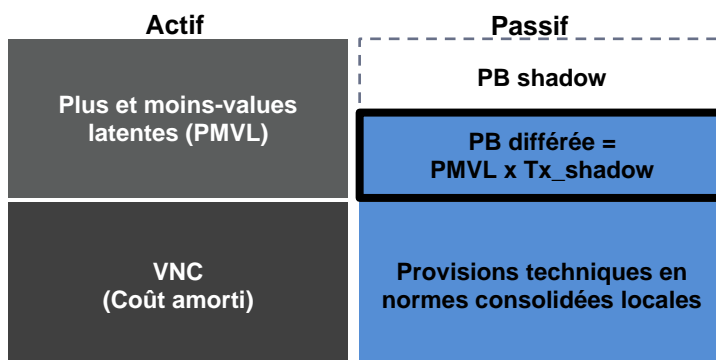 Actif
Passif
Plus et moins-values
latentes (PMVL)
PB shadow
PB différée =
PMVL x Tx_shadow
VNC
(Coût amorti)
Provisions techniques en
normes consolidées locales